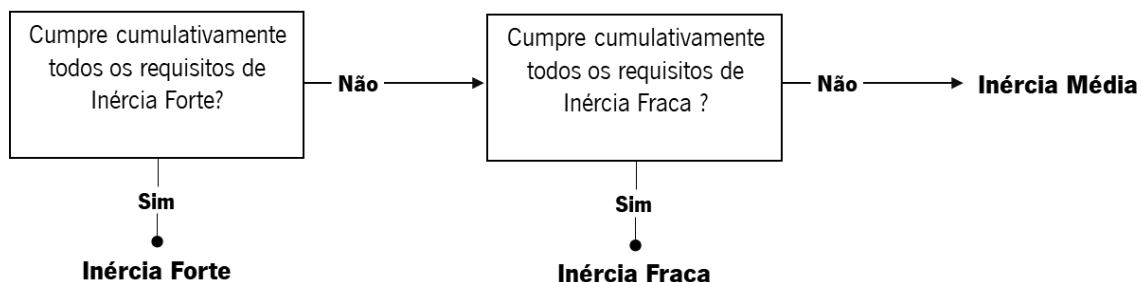 Cumpre cumulativamente
todos os requisitos de
Inércia Forte?
Não
Cumpre cumulativamente
todos os requisitos de
Inércia Fraca ?
Não
Inércia Média
Sim
Sim
Inércia Forte
Inércia Fraca